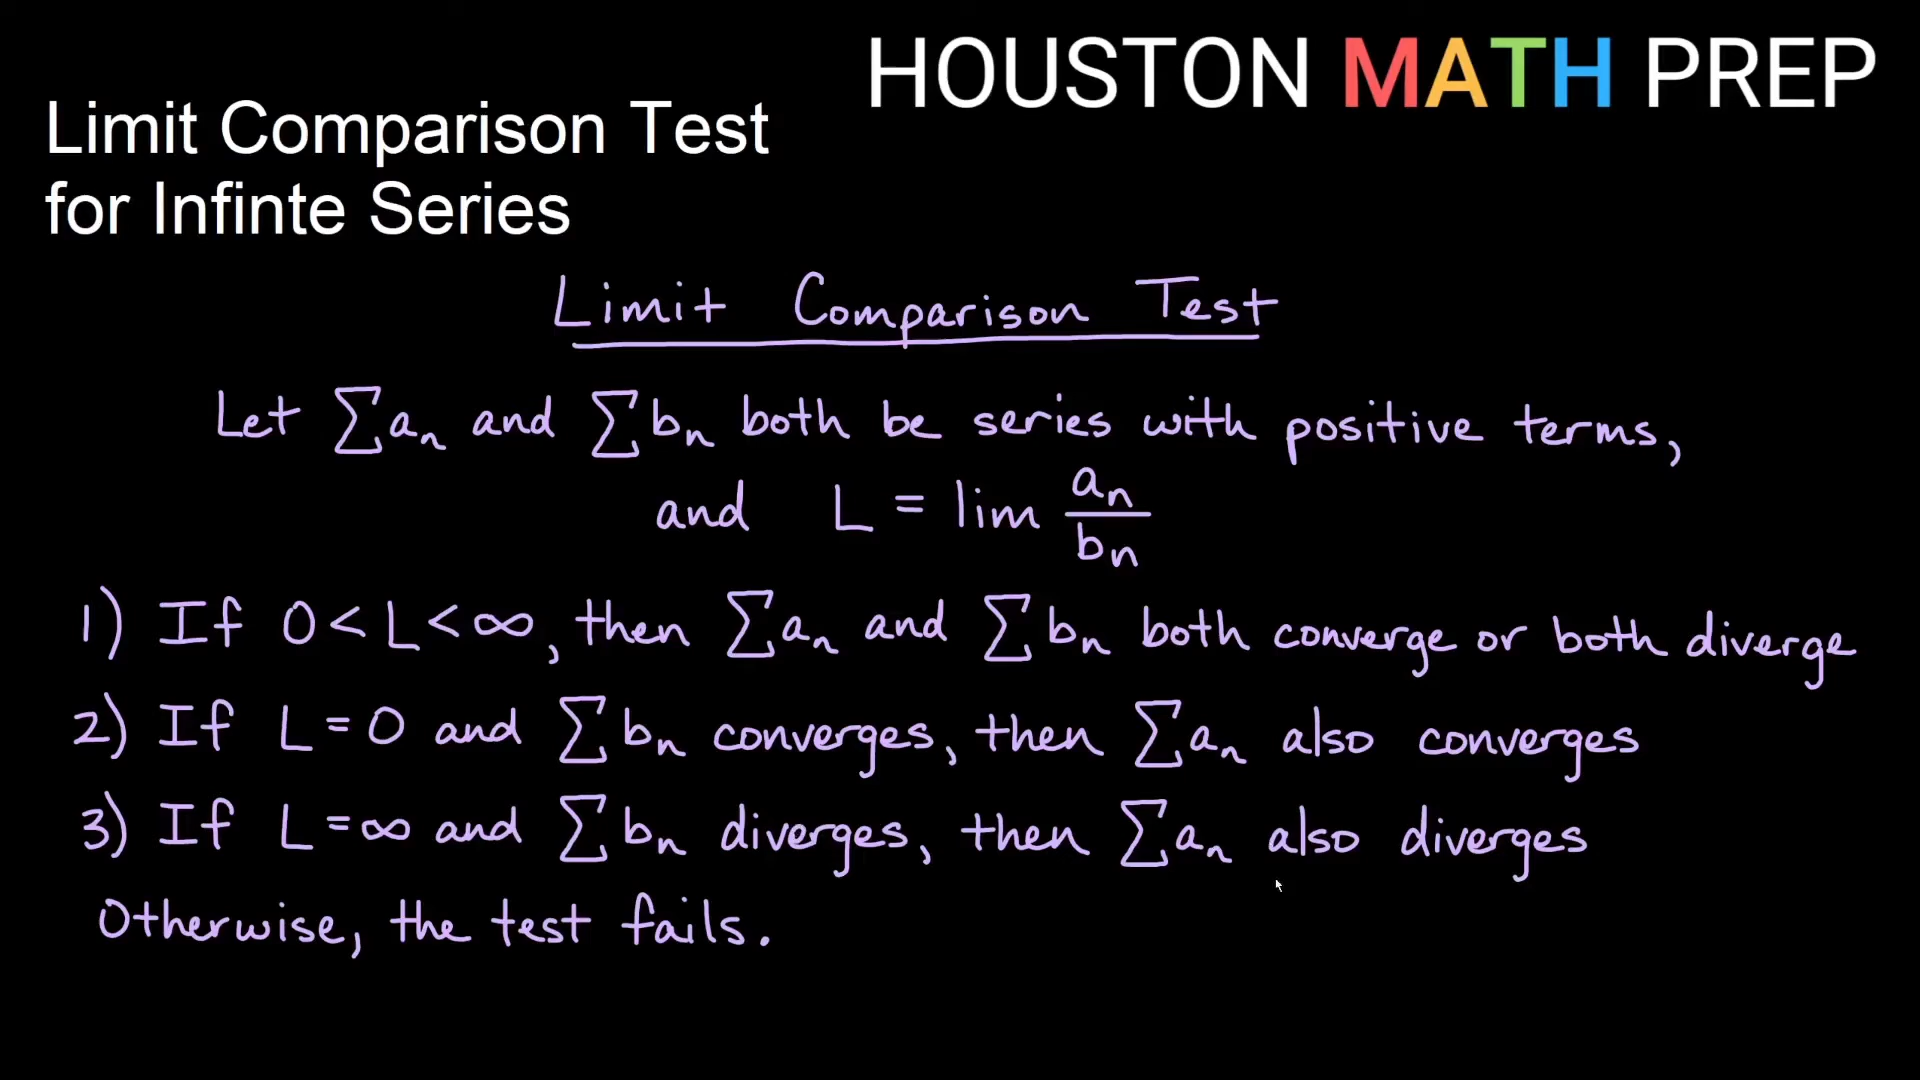 HOUSTON MATH PREP
Limit Comparison Test
for Infinte Series
Limit Comparison Test
Let ∑aₙ and ∑bₙ both be series with positive terms,
and L = lim aₙ/bₙ
1) If 0 < L < ∞, then ∑aₙ and ∑bₙ both converge or both diverge
2) If L = 0 and ∑bₙ converges, then ∑aₙ also converges
3) If L = ∞ and ∑bₙ diverges, then ∑aₙ also diverges
Otherwise, the test fails.